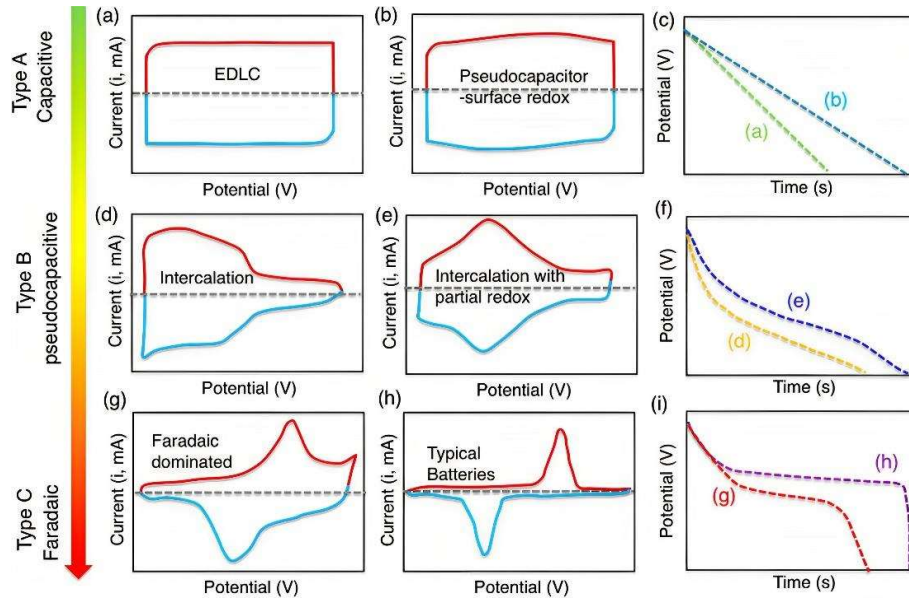 Type A
Capacitive
Type B
pseudocapacitive
Type C
Faradaic
(a)
Current (i, mA)
EDLC
Potential (V)
(b)
Current (i, mA)
Pseudocapacitor
-surface redox
Potential (V)
(c)
Potential (V)
(b)
(a)
Time (s)
(d)
Current (i, mA)
Intercalation
Potential (V)
(e)
Current (i, mA)
Intercalation with
partial redox
Potential (V)
(f)
Potential (V)
(e)
(d)
Time (s)
(g)
Current (i, mA)
Faradaic
dominated
Potential (V)
(h)
Current (i, mA)
Typical
Batteries
Potential (V)
(i)
Potential (V)
(h)
(g)
Time (s)